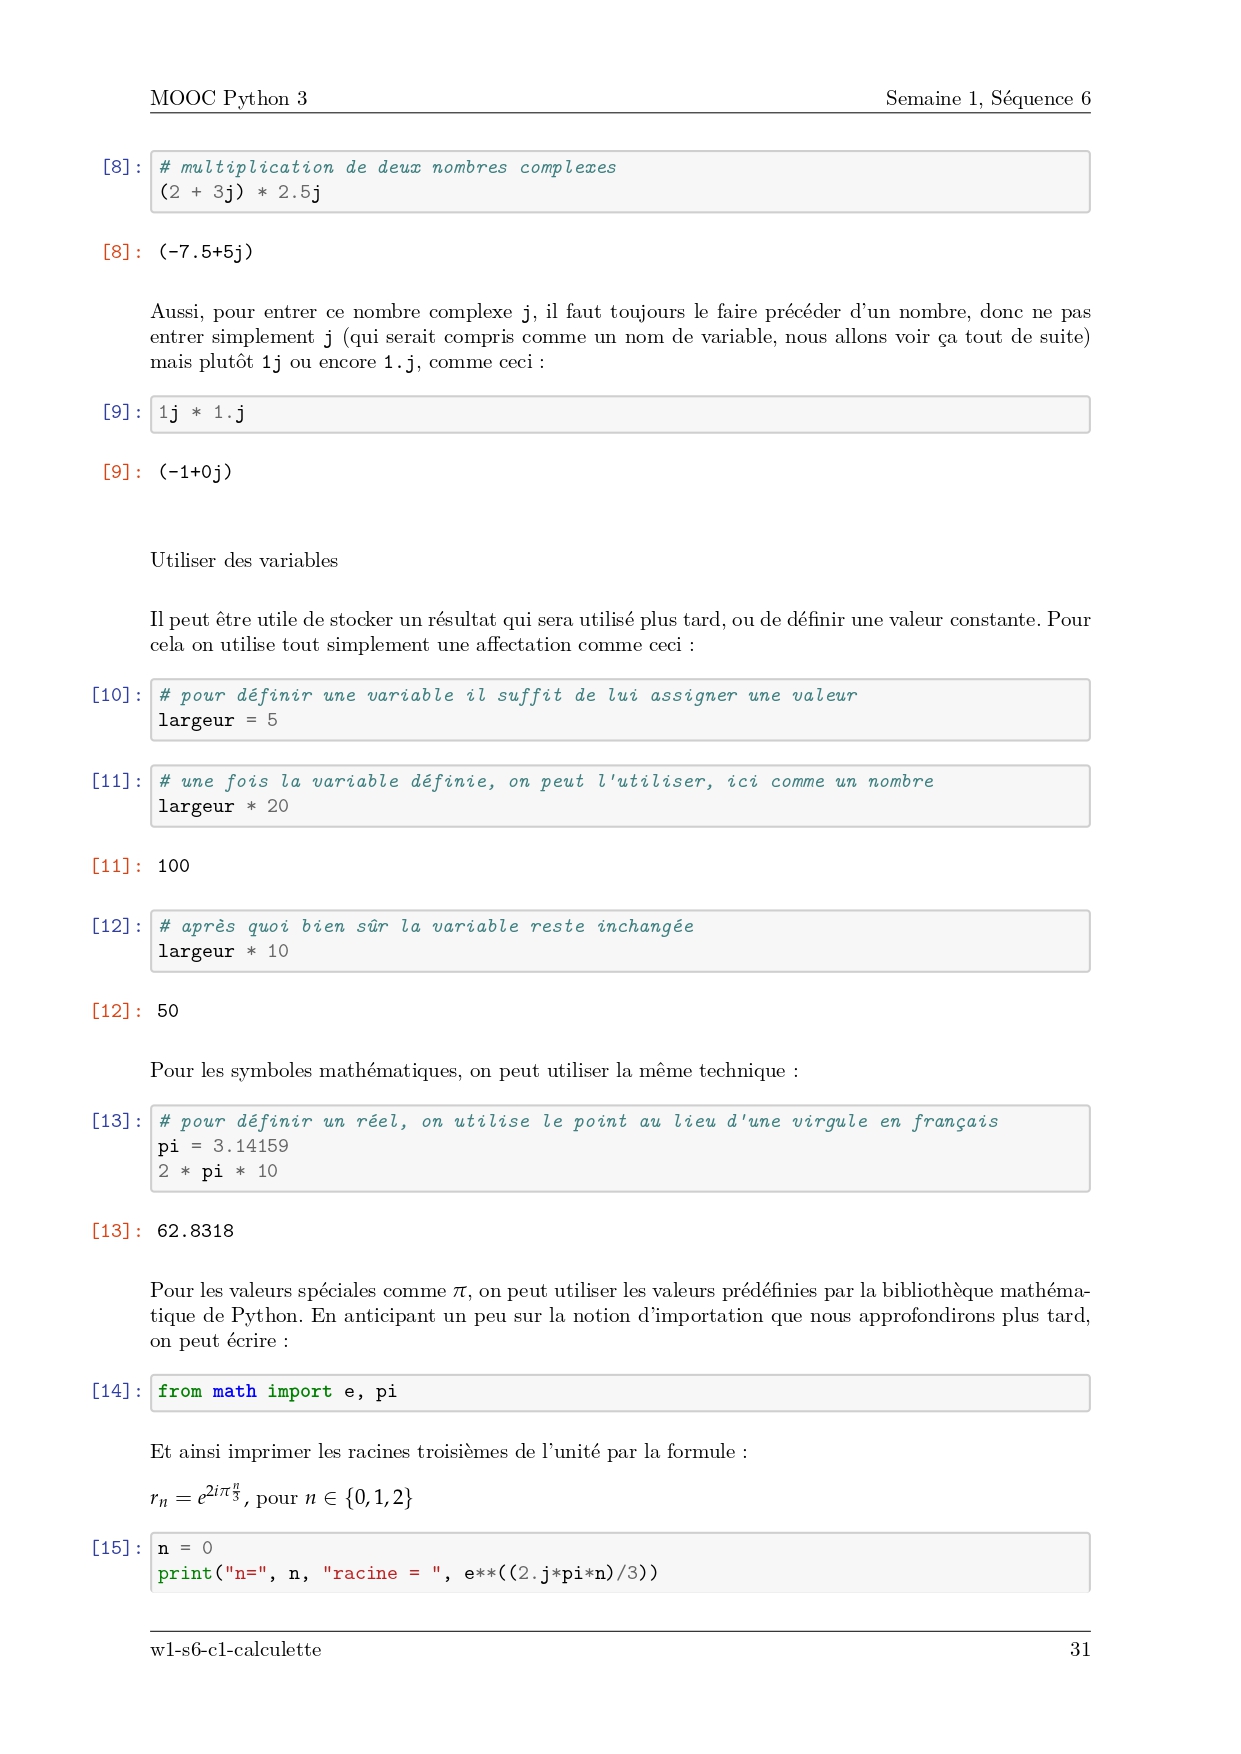 MOOC Python 3 Semaine 1, Séquence 6
[8]: # multiplication de deux nombres complexes
(2 + 3j) * 2.5j
[8]: (-7.5+5j)
Aussi, pour entrer ce nombre complexe j, il faut toujours le faire précéder d'un nombre, donc ne pas
entrer simplement j (qui serait compris comme un nom de variable, nous allons voir ça tout de suite)
mais plutôt 1j ou encore 1.j, comme ceci :
[9]: 1j * 1.j
[9]: (-1+0j)
Utiliser des variables
Il peut être utile de stocker un résultat qui sera utilisé plus tard, ou de définir une valeur constante. Pour
cela on utilise tout simplement une affectation comme ceci :
[10]: # pour définir une variable il suffit de lui assigner une valeur
largeur = 5
[11]: # une fois la variable définie, on peut l'utiliser, ici comme un nombre
largeur * 20
[11]: 100
[12]: # après quoi bien sûr la variable reste inchangée
largeur * 10
[12]: 50
Pour les symboles mathématiques, on peut utiliser la même technique :
[13]: # pour définir un réel, on utilise le point au lieu d'une virgule en français
pi = 3.14159
2 * pi * 10
[13]: 62.8318
Pour les valeurs spéciales comme π, on peut utiliser les valeurs prédéfinies par la bibliothèque mathéma-
tique de Python. En anticipant un peu sur la notion d'importation que nous approfondirons plus tard,
on peut écrire :
[14]: from math import e, pi
Et ainsi imprimer les racines troisièmes de l'unité par la formule :
rₙ = e^{2iπ n/3}, pour n ∈ {0, 1, 2}
[15]: n = 0
print("n=", n, "racine = ", e**((2.j*pi*n)/3))
w1-s6-c1-calculette 31